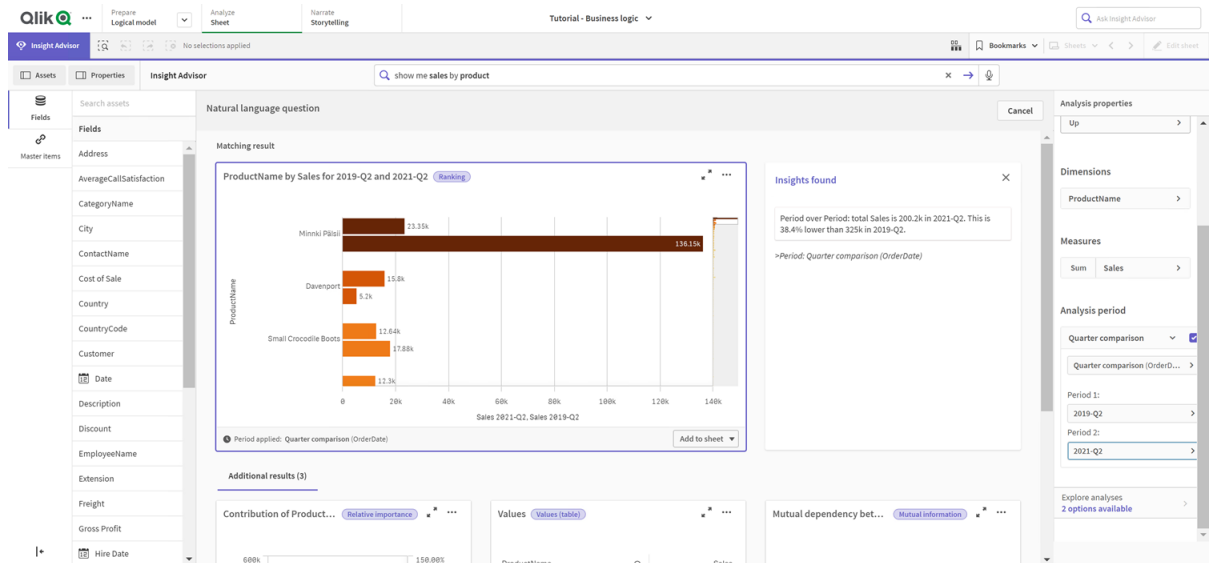 Qlik Q ... Prepare Logical model Analyze Sheet Narrate Storytelling Tutorial - Business logic Ask Insight Advisor
Insight Advisor No selections applied Bookmarks Sheets Edit sheet
Assets Properties Insight Advisor show me sales by product
Fields
Master items
Search assets
Fields
Address
AverageCallSatisfaction
CategoryName
City
ContactName
Cost of Sale
Country
CountryCode
Customer
Date
Description
Discount
EmployeeName
Extension
Freight
Gross Profit
Hire Date
Natural language question Cancel
Matching result
ProductName by Sales for 2019-Q2 and 2021-Q2 Ranking
ProductName
Minnki Pälsii 23.35k
136.15k
Davenport 15.8k
5.2k
Small Crocodile Boots 12.64k
17.88k
12.3k
0 20k 40k 60k 80k 100k 120k 140k
Sales 2021-Q2, Sales 2019-Q2
Period applied: Quarter comparison (OrderDate) Add to sheet
Insights found
Period over Period: total Sales is 200.2k in 2021-Q2. This is
38.4% lower than 325k in 2019-Q2.
>Period: Quarter comparison (OrderDate)
Additional results (3)
Contribution of Product... Relative importance
600k 150.00%
Values Values (table)
ProductName Sales
Mutual dependency bet... Mutual information
Analysis properties
Up
Dimensions
ProductName
Measures
Sum Sales
Analysis period
Quarter comparison
Quarter comparison (OrderD...
Period 1:
2019-Q2
Period 2:
2021-Q2
Explore analyses
2 options available